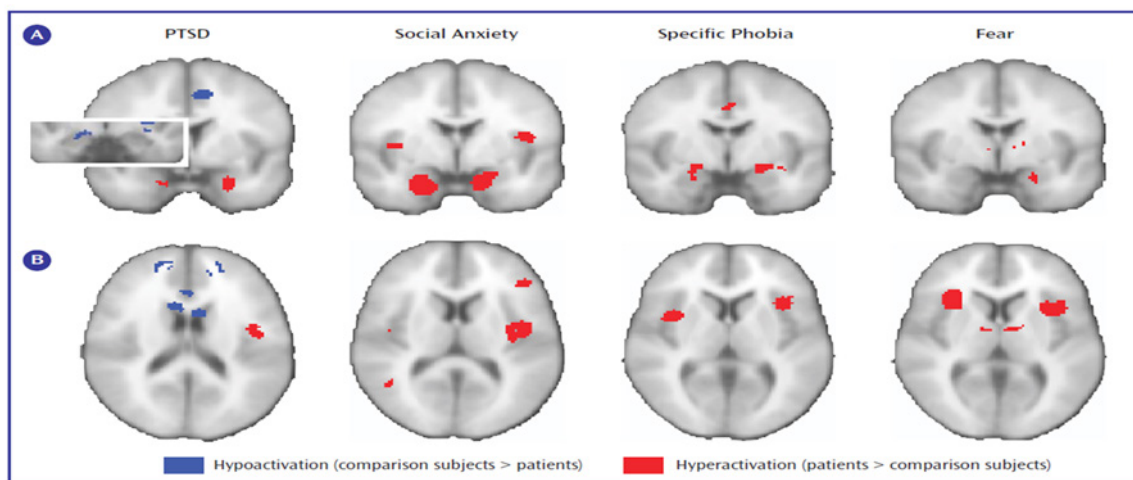 A
PTSD
Social Anxiety
Specific Phobia
Fear
B
Hypoactivation (comparison subjects > patients)
Hyperactivation (patients > comparison subjects)